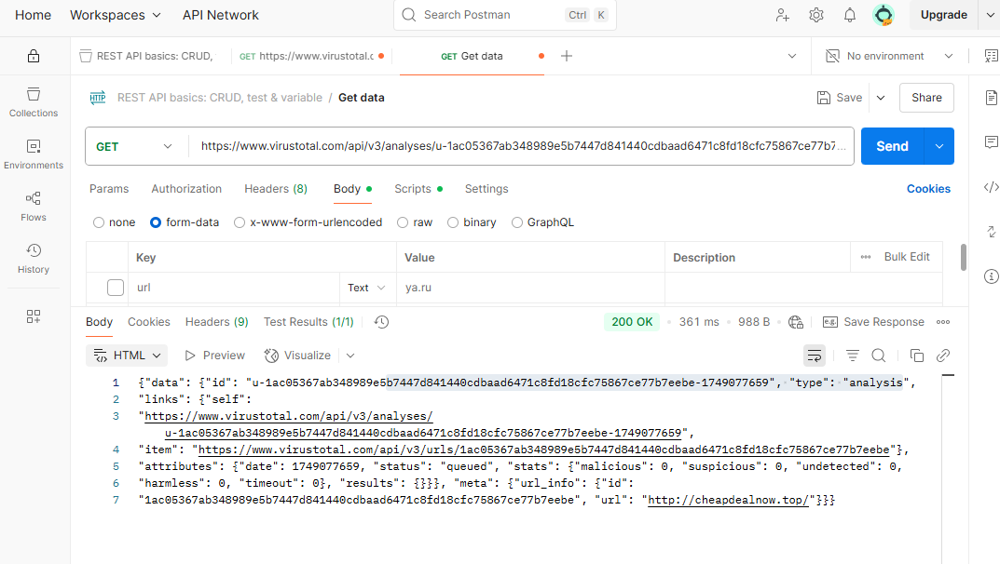 Home Workspaces API Network Search Postman Ctrl K Upgrade
REST API basics: CRUD, GET https://www.virustotal.c GET Get data No environment
HTTP REST API basics: CRUD, test & variable / Get data Save Share
Collections
Environments
Flows
History
GET https://www.virustotal.com/api/v3/analyses/u-1ac05367ab348989e5b7447d841440cdbaad6471c8fd18cfc75867ce77b7... Send
Params Authorization Headers (8) Body Scripts Settings Cookies
none form-data x-www-form-urlencoded raw binary GraphQL
Key Value Description Bulk Edit
url Text ya.ru
Body Cookies Headers (9) Test Results (1/1) 200 OK 361 ms 988 B e.g. Save Response
HTML Preview Visualize
1 {"data": {"id": "u-1ac05367ab348989e5b7447d841440cdbaad6471c8fd18cfc75867ce77b7eebe-1749077659", "type": "analysis",
2 "links": {"self":
3 "https://www.virustotal.com/api/v3/analyses/
u-1ac05367ab348989e5b7447d841440cdbaad6471c8fd18cfc75867ce77b7eebe-1749077659",
4 "item": "https://www.virustotal.com/api/v3/urls/1ac05367ab348989e5b7447d841440cdbaad6471c8fd18cfc75867ce77b7eebe"},
5 "attributes": {"date": 1749077659, "status": "queued", "stats": {"malicious": 0, "suspicious": 0, "undetected": 0,
6 "harmless": 0, "timeout": 0}, "results": {}}}, "meta": {"url_info": {"id":
7 "1ac05367ab348989e5b7447d841440cdbaad6471c8fd18cfc75867ce77b7eebe", "url": "http://cheapdealnow.top/"}}}